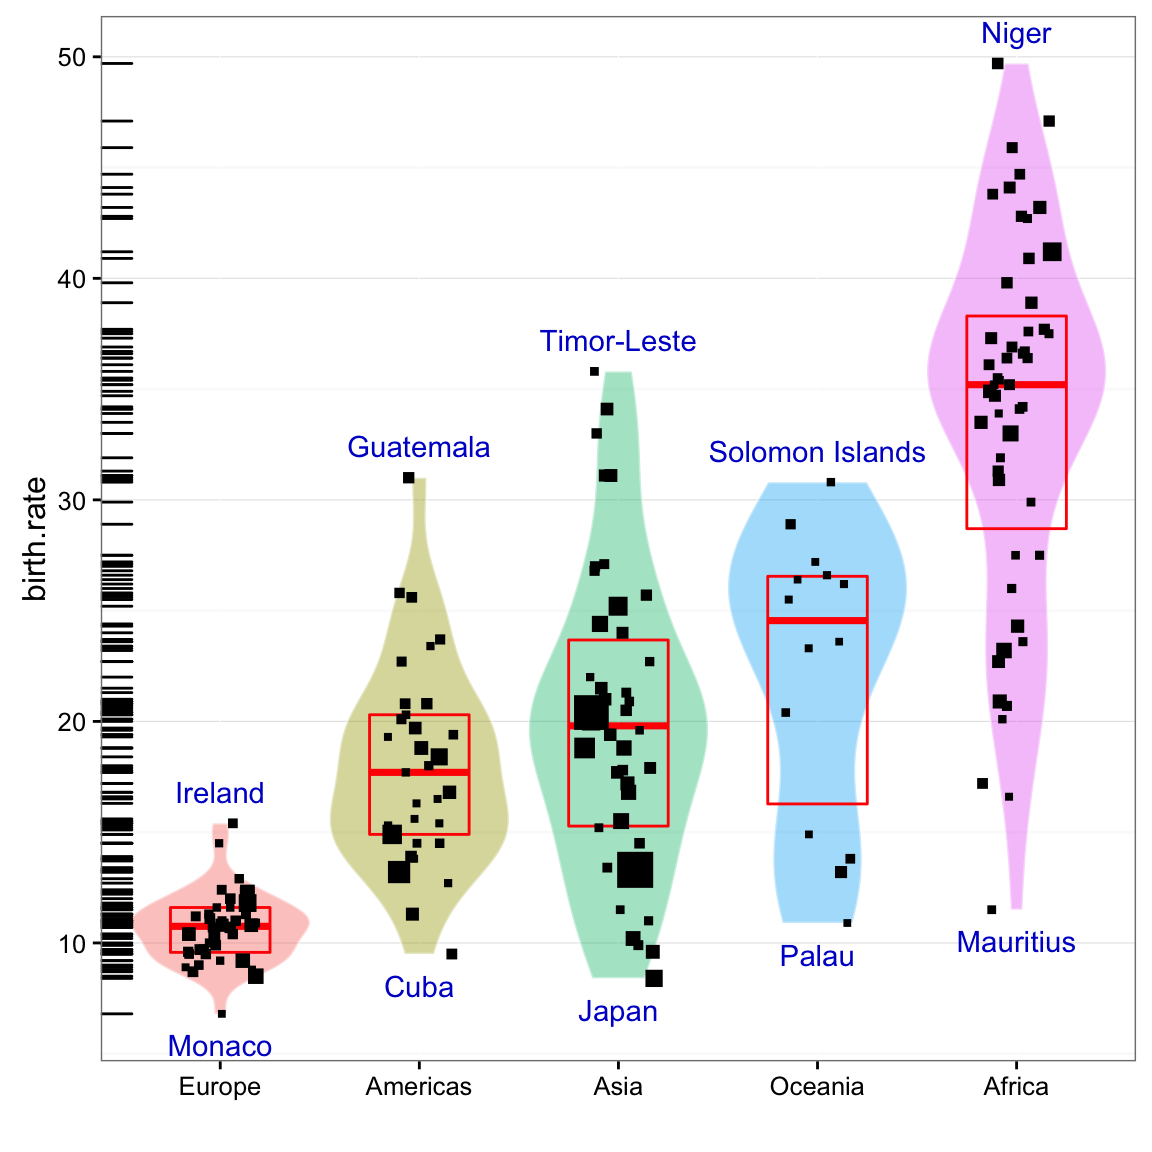 Niger
50
40
Timor-Leste
Guatemala
Solomon Islands
30
birth.rate
20
Ireland
10
Mauritius
Palau
Cuba
Japan
Monaco
Europe Americas Asia Oceania Africa